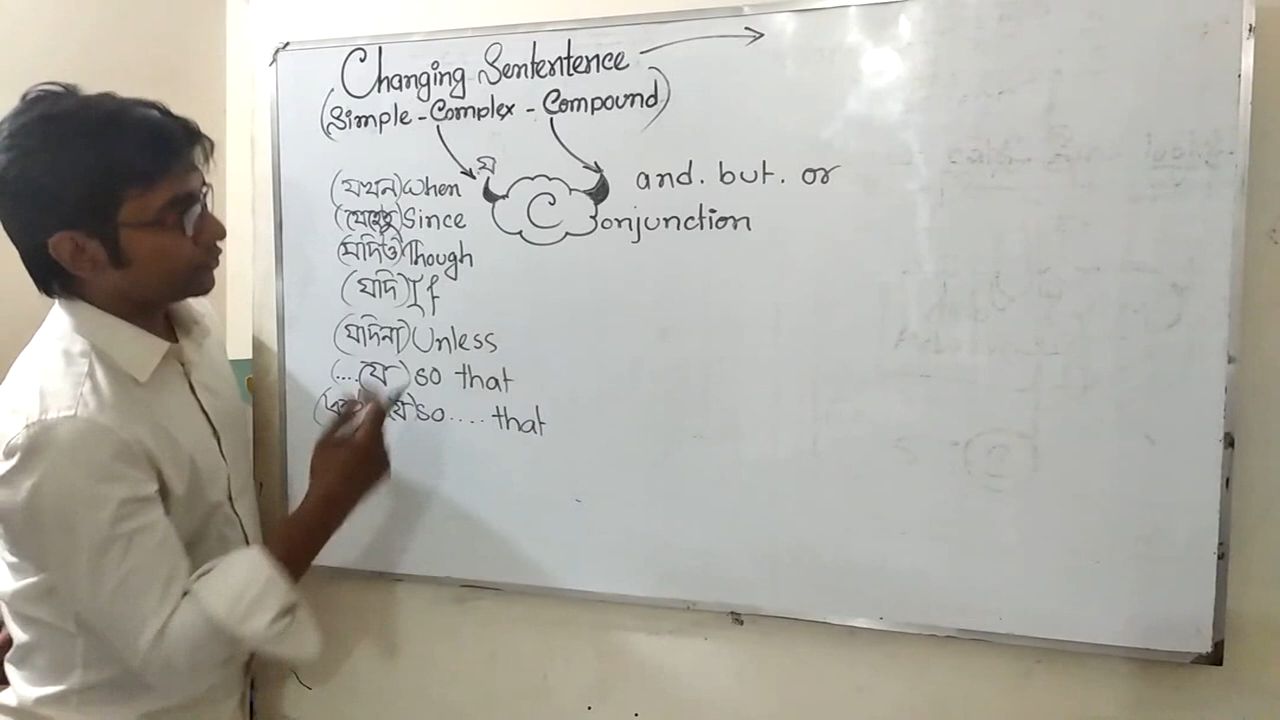 Changing Sententence
(Simple - Complex - Compound)
য
(যখন) When
(যেহেতু) Since
(যদিও) Though
(যদি) If
(যদিনা) Unless
(....যে) so that
যে) so.... that
and. but. or
Conjunction